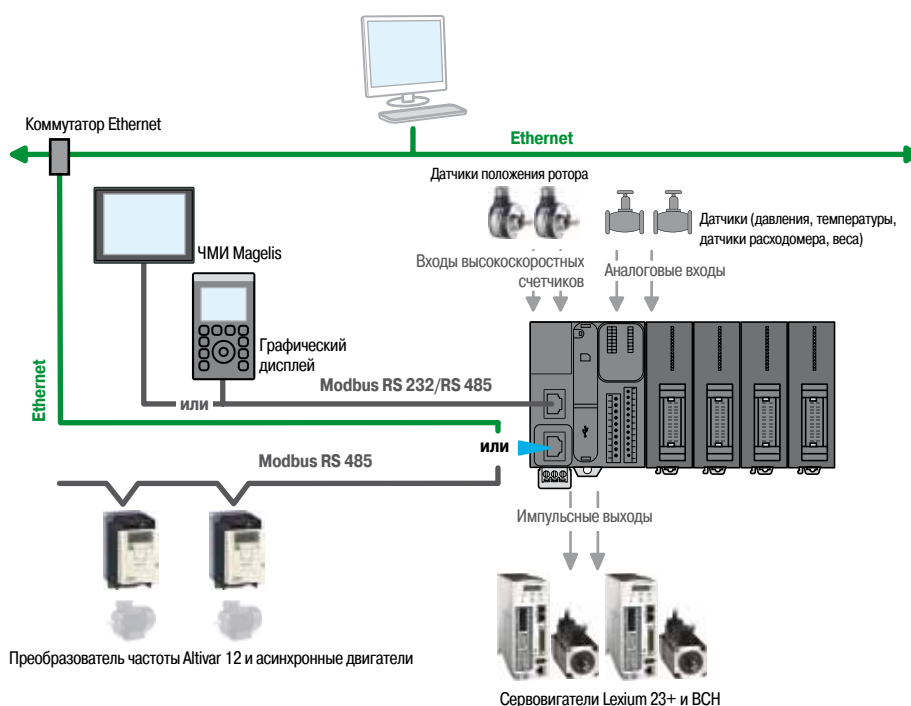 Коммутатор Ethernet
Ethernet
Датчики положения ротора
Датчики (давления, температуры,
датчики расходомера, веса)
ЧМИ Magelis
Входы высокоскоростных
счетчиков
Аналоговые входы
Графический
дисплей
Ethernet
Modbus RS 232/RS 485
или
или
Modbus RS 485
Импульсные выходы
Преобразователь частоты Altivar 12 и асинхронные двигатели
Сервовигатели Lexium 23+ и BCH